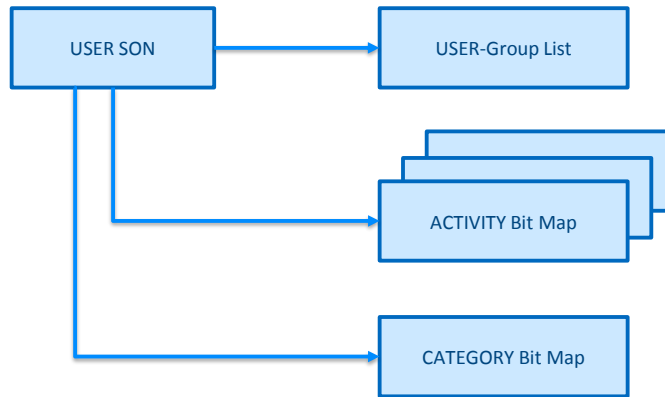 USER SON
USER-Group List
ACTIVITY Bit Map
CATEGORY Bit Map